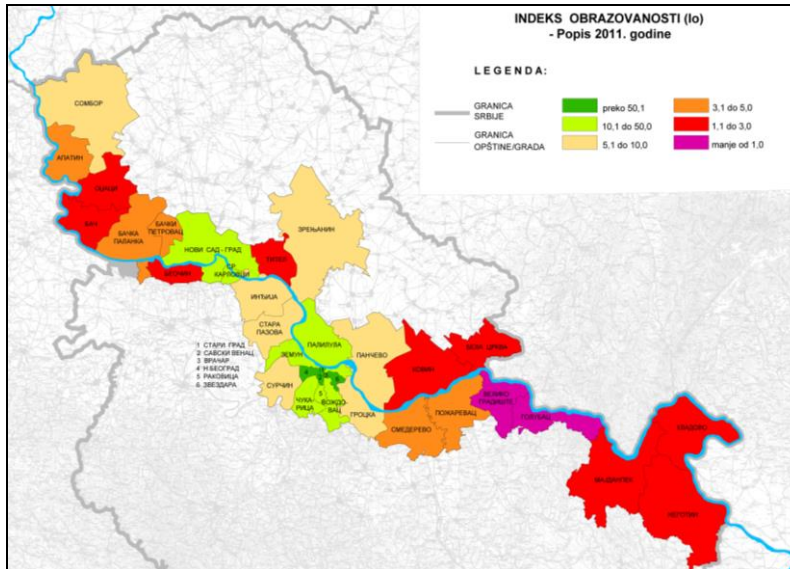 INDEKS OBRAZOVANOSTI (Io)
- Popis 2011. godine
LEGENDA:
GRANICA
SRBIJE
GRANICA
OPŠTINE/GRADA
preko 50,1
10,1 do 50,0
5,1 do 10,0
3,1 do 5,0
1,1 do 3,0
manje od 1,0
СОМБОР
АПАТИН
ОЏАЦИ
БАЧ
БАЧКА
ПАЛАНКА
БАЧКИ
ПЕТРОВАЦ
НОВИ САД - ГРАД
СР.
КАРЛОВЦИ
БЕОЧИН
ТИТЕЛ
ЗРЕЊАНИН
ИНЂИЈА
СТАРА
ПАЗОВА
ПАЛИЛУЛА
ЗЕМУН
ПАНЧЕВО
СУРЧИН
ЧУКА-
РИЦА
ВОЖДО-
ВАЦ
ГРОЦКА
КОВИН
БЕЛА ЦРКВА
СМЕДЕРЕВО
ПОЖАРЕВАЦ
ВЕЛИКО
ГРАДИШТЕ
ГОЛУБАЦ
МАЈДАНПЕК
КЛАДОВО
НЕГОТИН
1 СТАРИ ГРАД
2 САВСКИ ВЕНАЦ
3 ВРАЧАР
4 Н.БЕОГРАД
5 РАКОВИЦА
6 ЗВЕЗДАРА